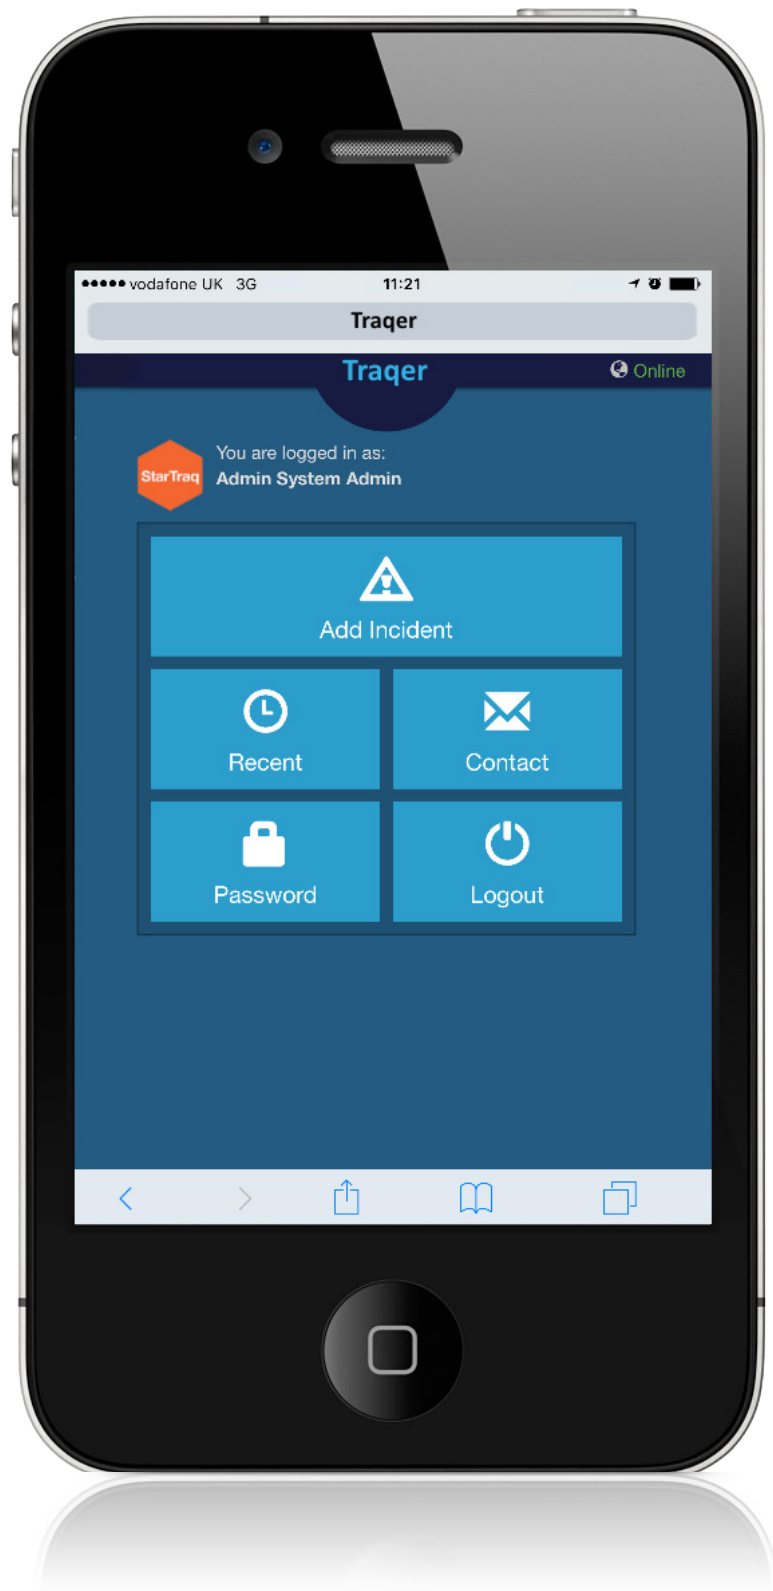 vodafone UK 3G 11:21
Traqer
Traqer Online
You are logged in as:
StarTraq Admin System Admin
Add Incident
Recent Contact
Password Logout